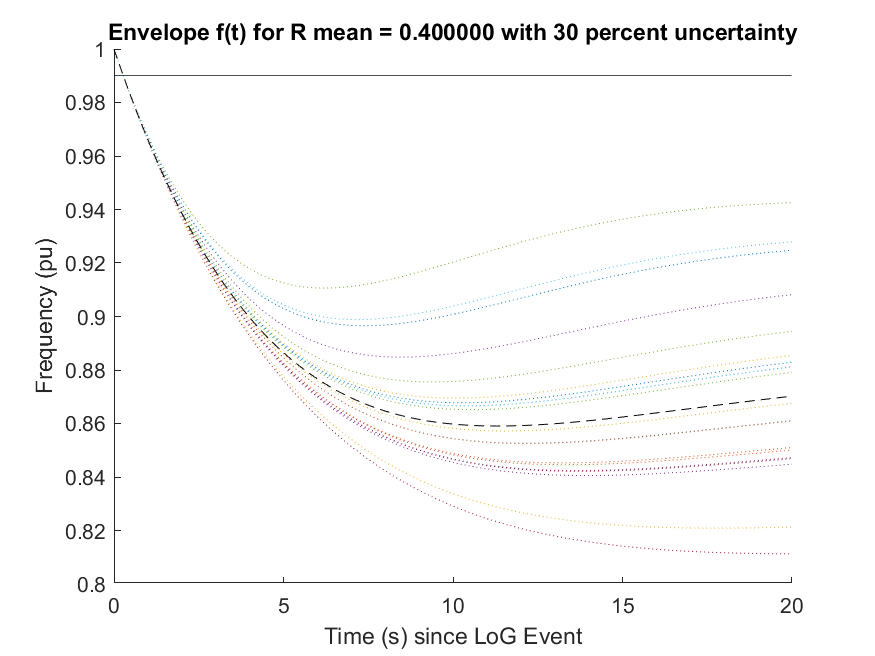 Envelope f(t) for R mean = 0.400000 with 30 percent uncertainty
1
0.98
0.96
0.94
0.92
0.9
0.88
0.86
0.84
0.82
0.8
Frequency (pu)
0 5 10 15 20
Time (s) since LoG Event